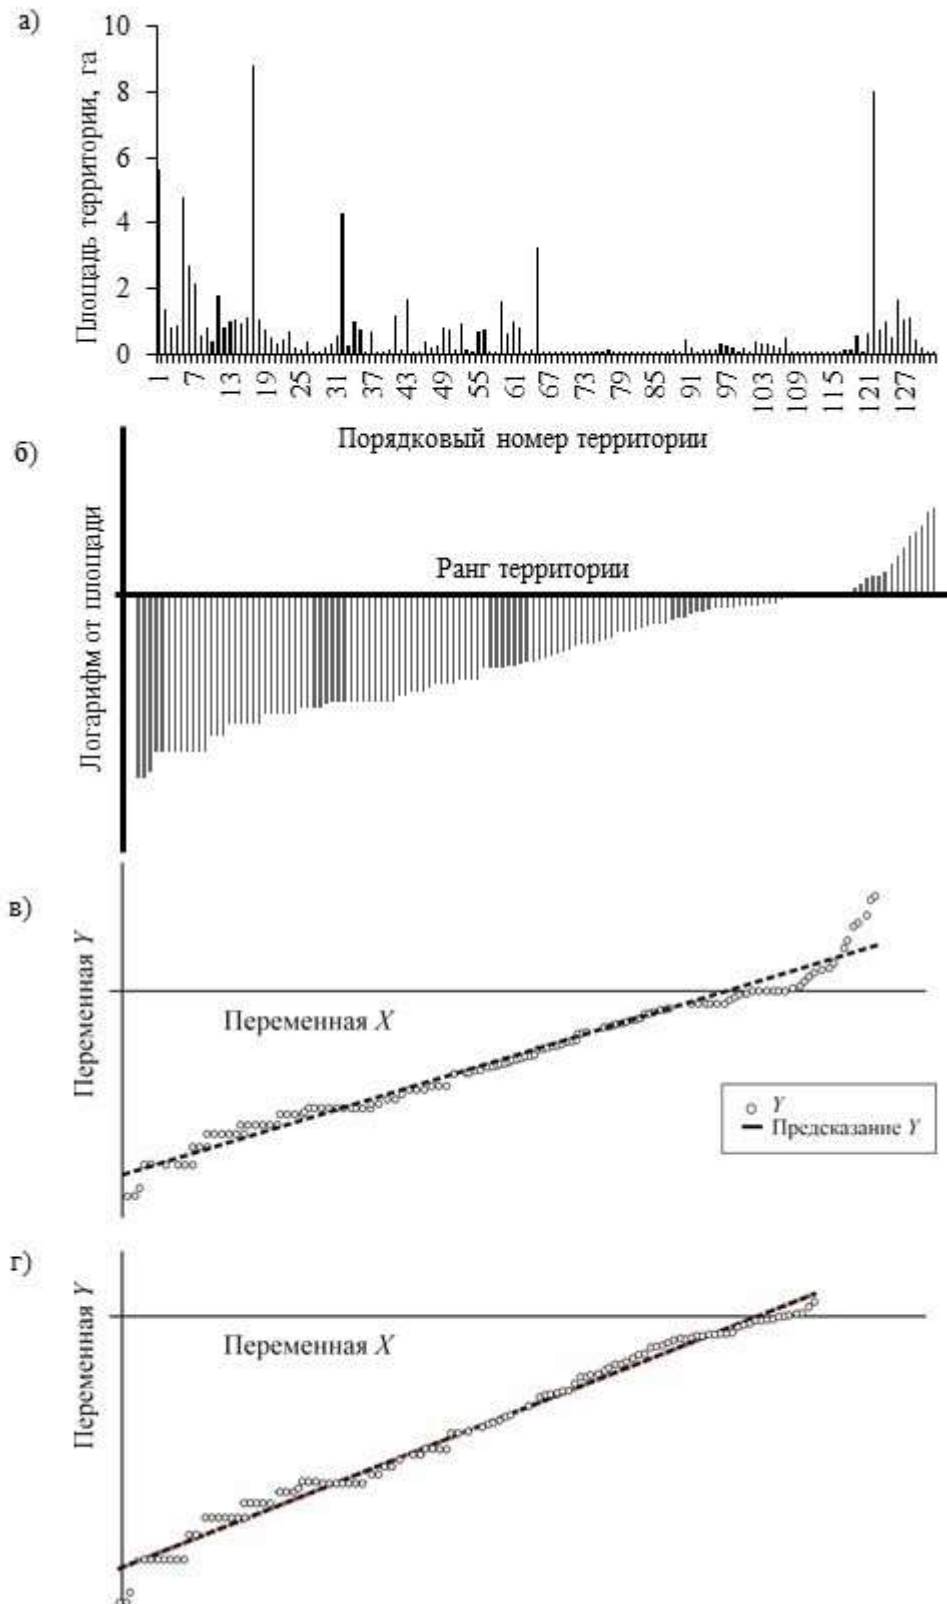 а)
Площадь территории, га
10
8
6
4
2
0
1 7 13 19 25 31 37 43 49 55 61 67 73 79 85 91 97 103 109 115 121 127
Порядковый номер территории
б)
Логарифм от площади
Ранг территории
в)
Переменная Y
Переменная X
Y
Предсказание Y
г)
Переменная Y
Переменная X